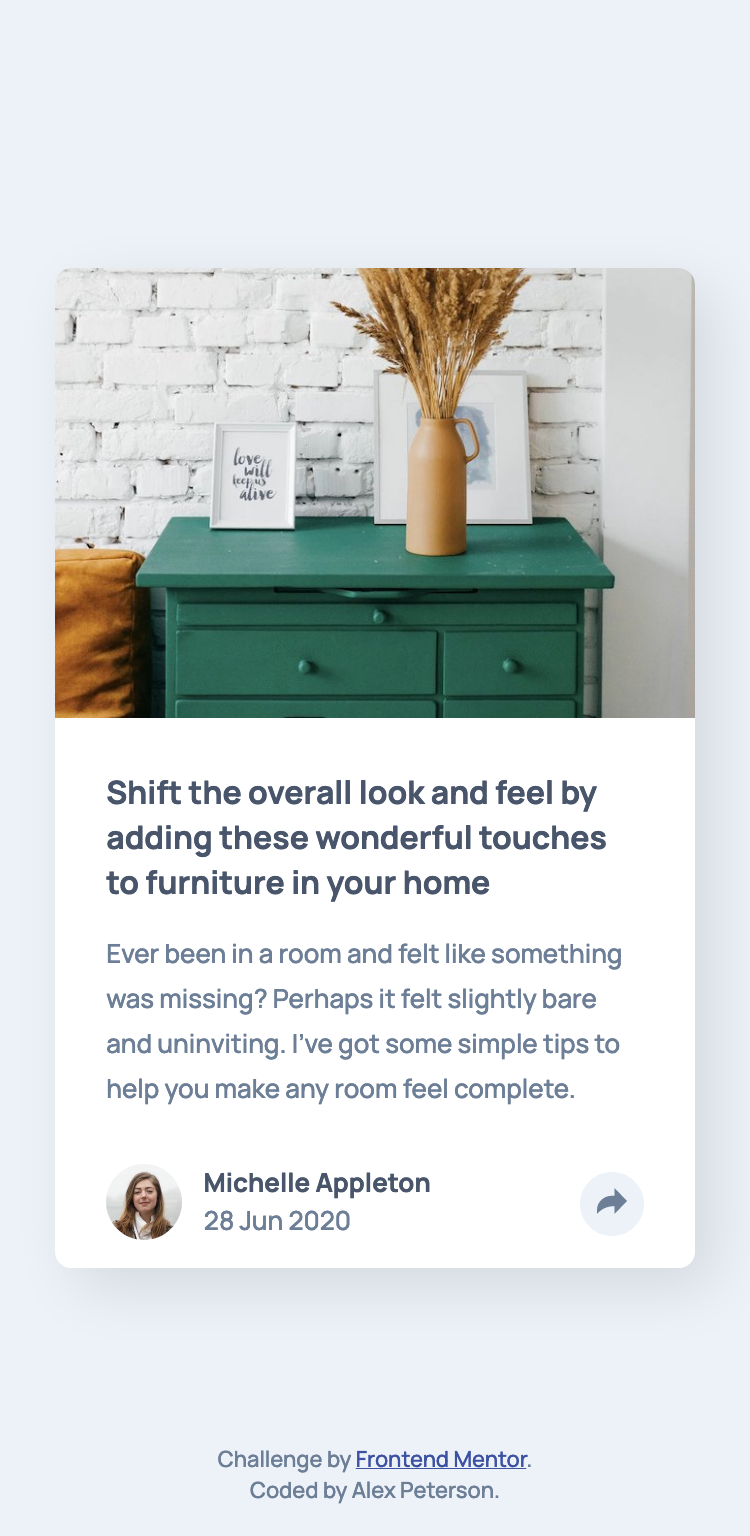 love
will
keep us
alive
Shift the overall look and feel by
adding these wonderful touches
to furniture in your home
Ever been in a room and felt like something
was missing? Perhaps it felt slightly bare
and uninviting. I’ve got some simple tips to
help you make any room feel complete.
Michelle Appleton
28 Jun 2020
Challenge by Frontend Mentor.
Coded by Alex Peterson.